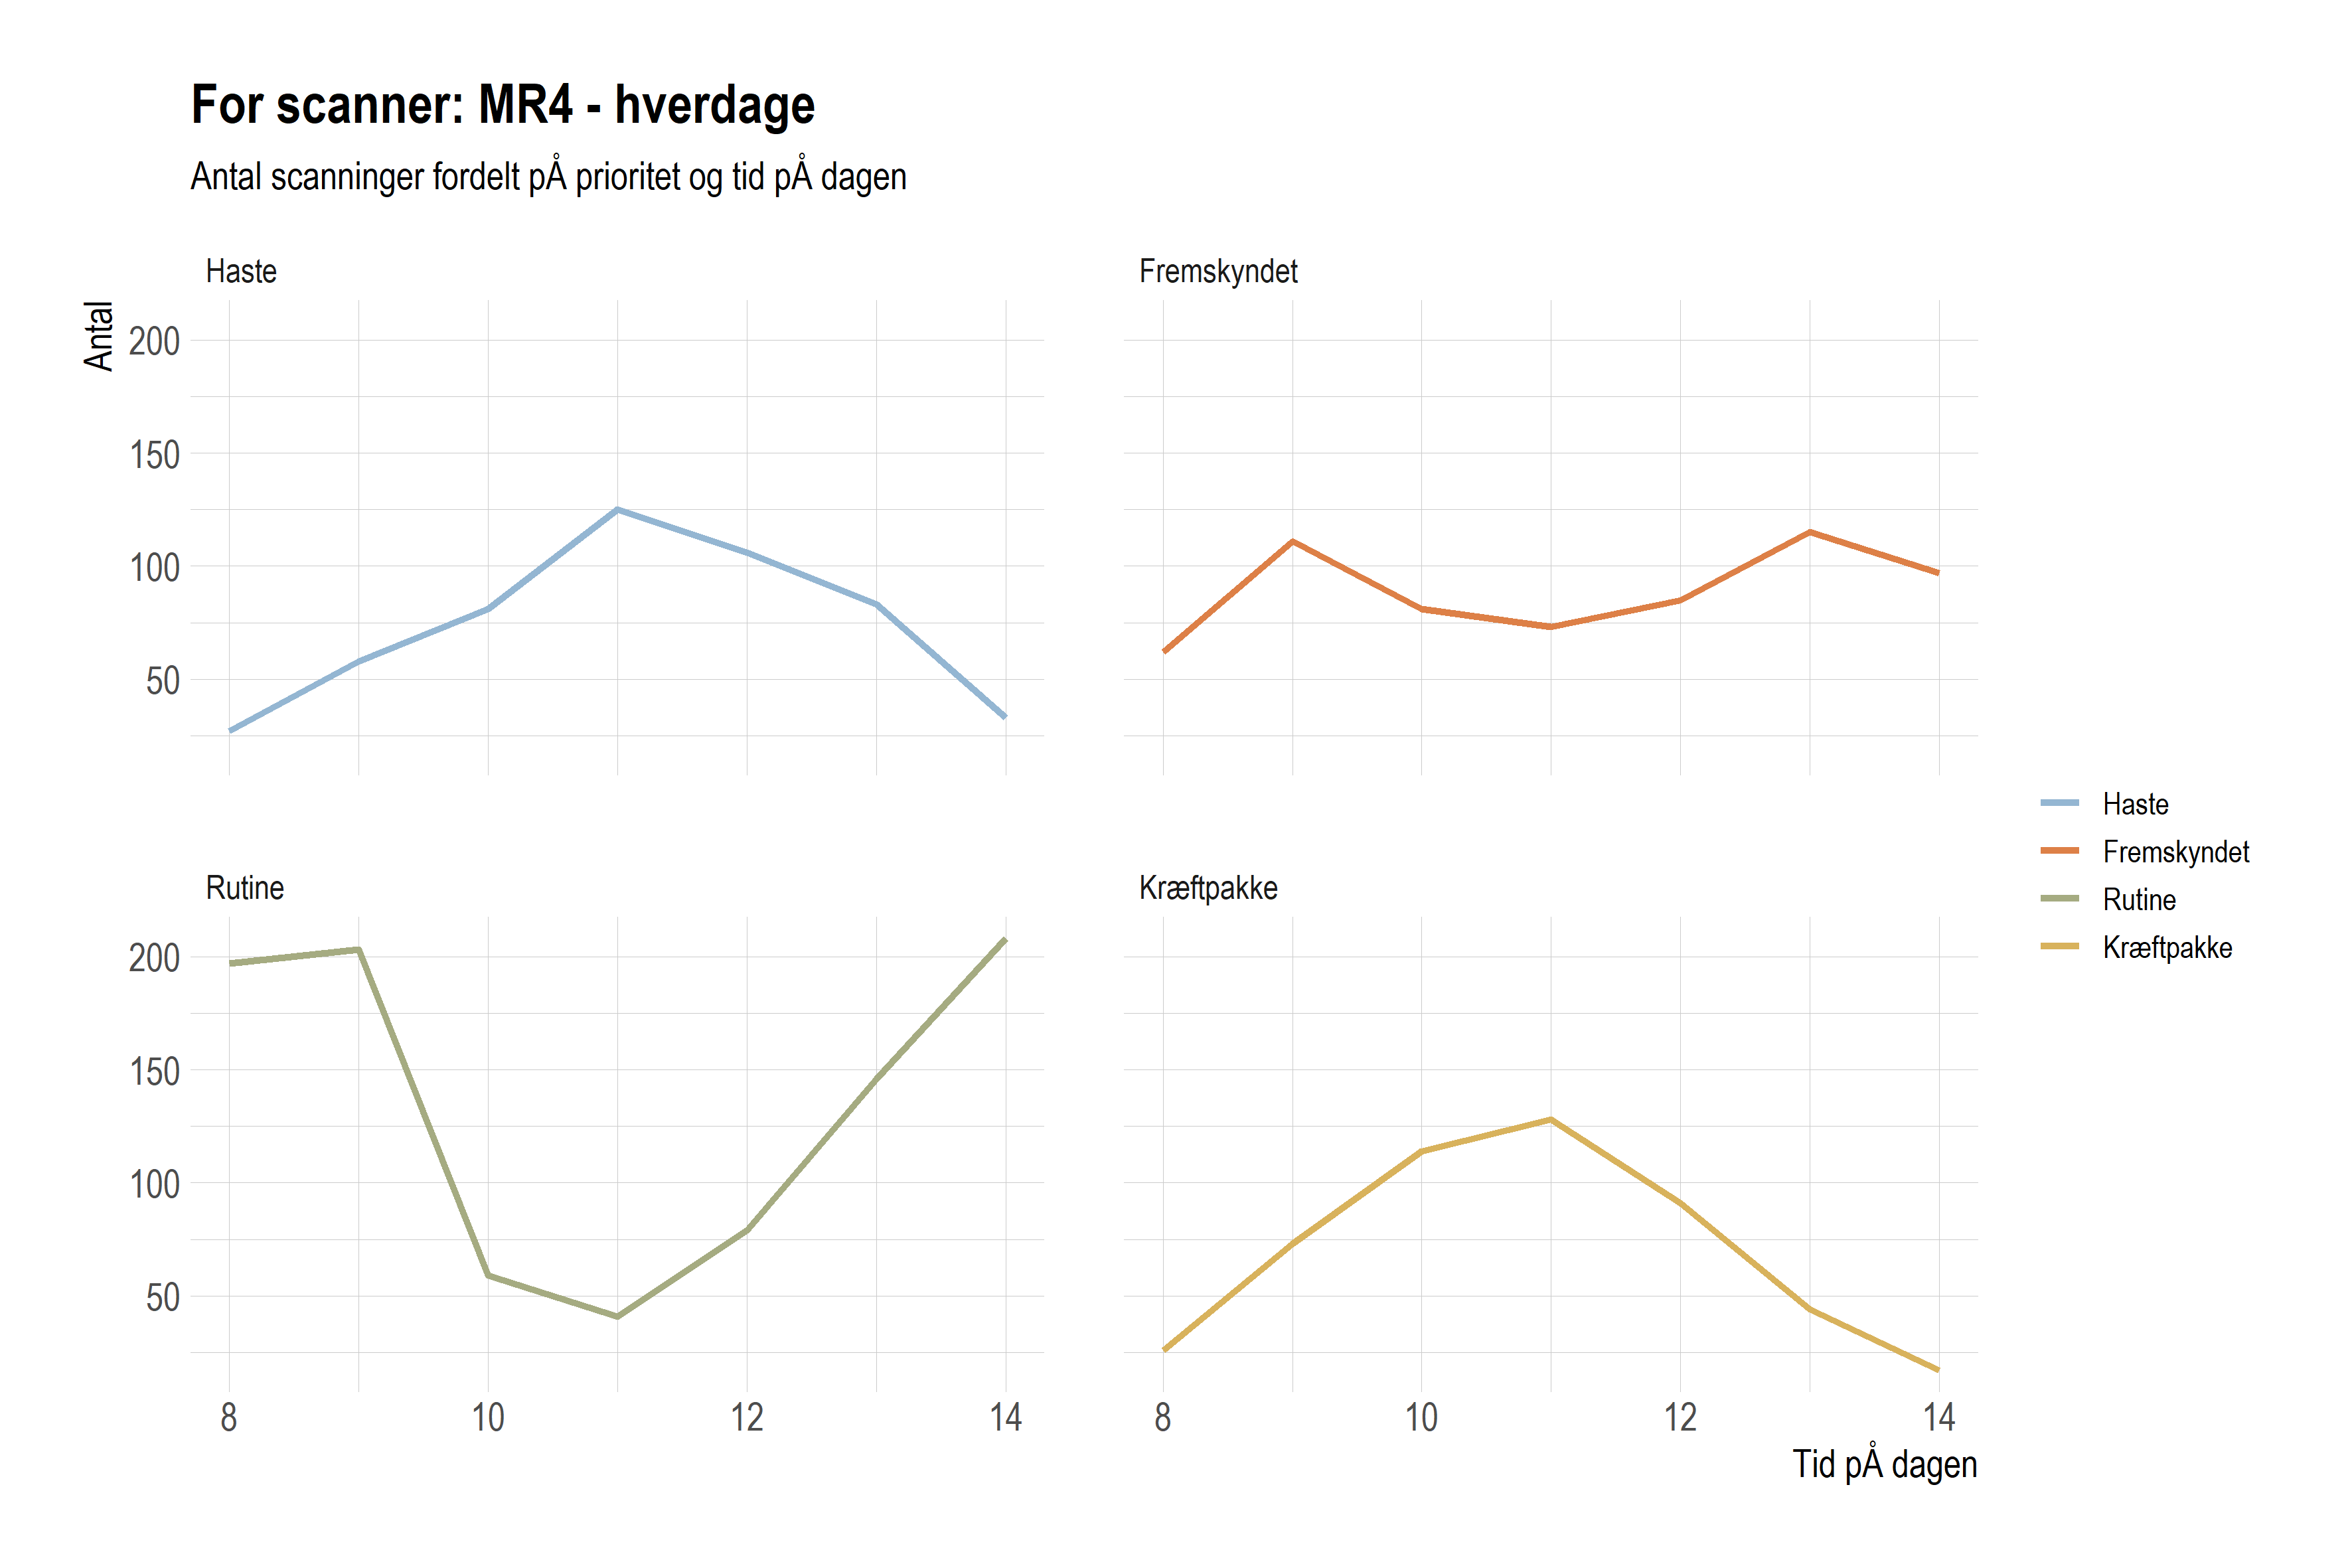 For scanner: MR4 - hverdage
Antal scanninger fordelt pÅ prioritet og tid pÅ dagen
Haste
Fremskyndet
Antal
200
150
100
50
Haste
Fremskyndet
Rutine
Kræftpakke
Rutine
Kræftpakke
200
150
100
50
8 10 12 14
8 10 12 14
Tid pÅ dagen